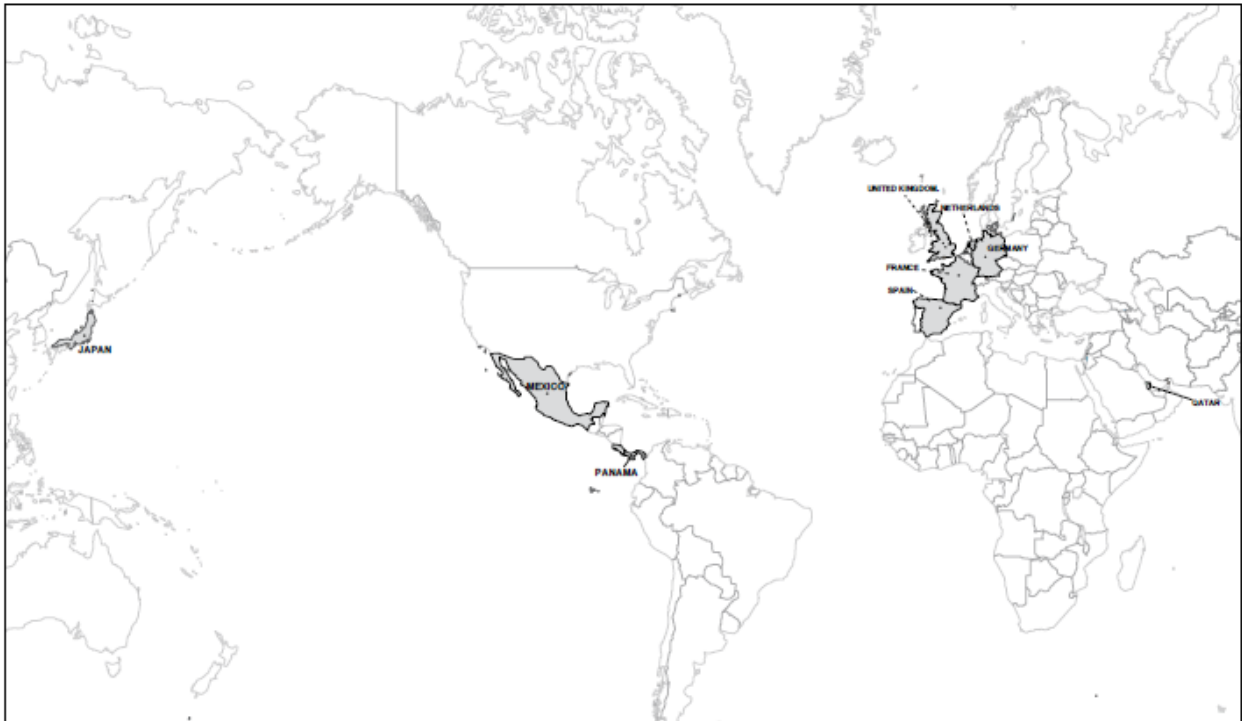 UNITED KINGDOM.
NETHERLANDS
GERMANY
FRANCE
SPAIN
JAPAN
MEXICO
QATAR
PANAMA